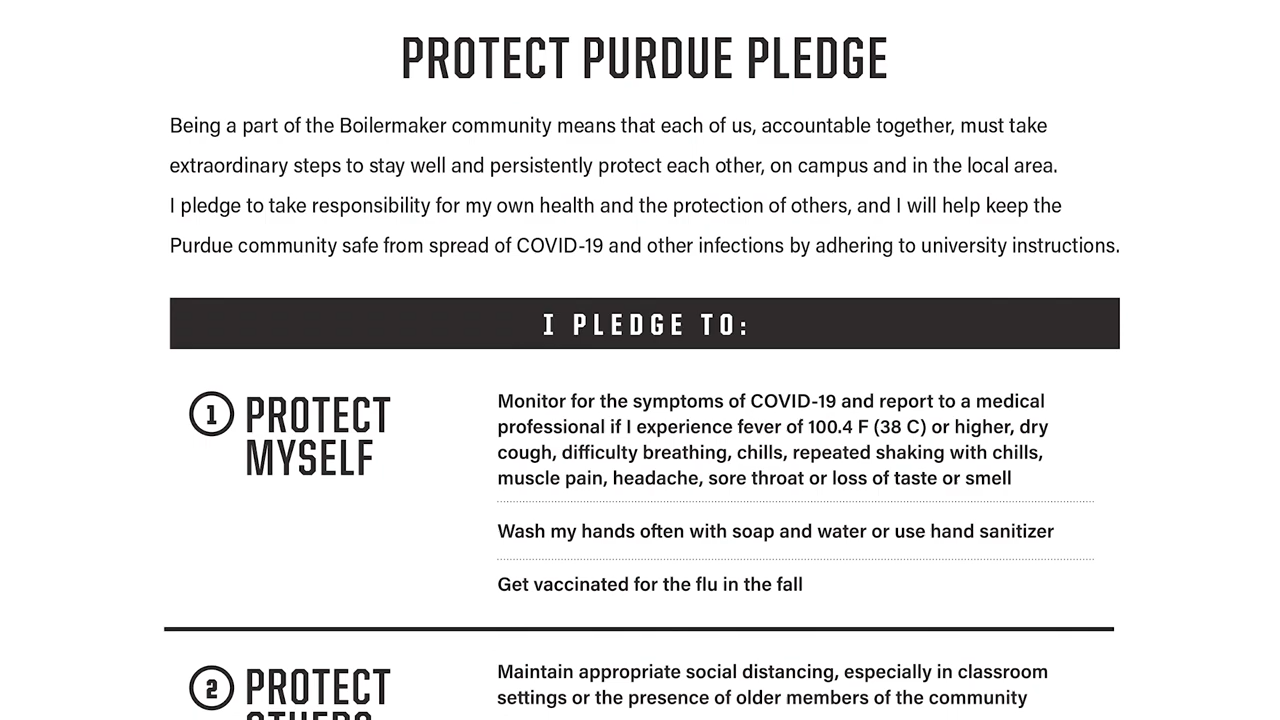 PROTECT PURDUE PLEDGE
Being a part of the Boilermaker community means that each of us, accountable together, must take
extraordinary steps to stay well and persistently protect each other, on campus and in the local area.
I pledge to take responsibility for my own health and the protection of others, and I will help keep the
Purdue community safe from spread of COVID-19 and other infections by adhering to university instructions.
I PLEDGE TO:
1 PROTECT
MYSELF
Monitor for the symptoms of COVID-19 and report to a medical
professional if I experience fever of 100.4 F (38 C) or higher, dry
cough, difficulty breathing, chills, repeated shaking with chills,
muscle pain, headache, sore throat or loss of taste or smell
Wash my hands often with soap and water or use hand sanitizer
Get vaccinated for the flu in the fall
2 PROTECT
OTHERS
Maintain appropriate social distancing, especially in classroom
settings or the presence of older members of the community